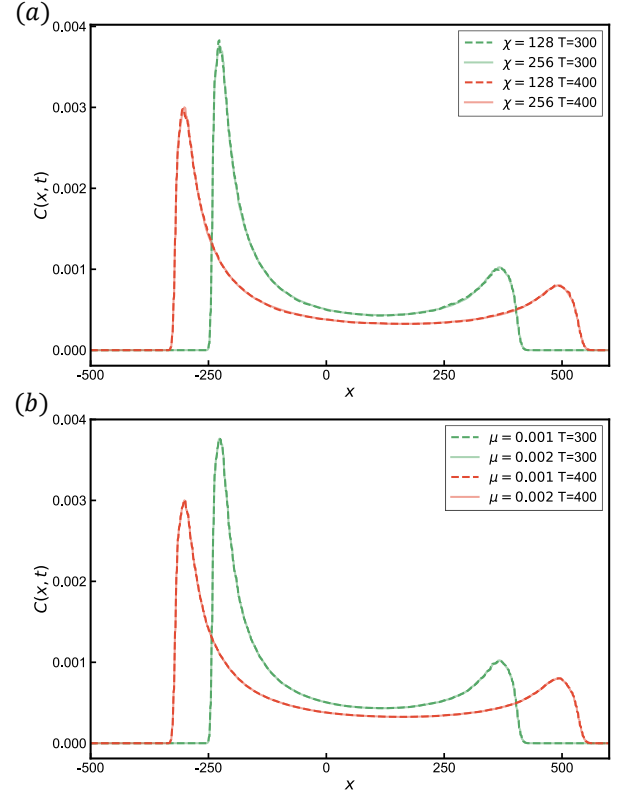 (a)
0.004
0.003
0.002
0.001
0.000
C(x, t)
χ = 128 T=300
χ = 256 T=300
χ = 128 T=400
χ = 256 T=400
-500
-250
0
250
500
x
(b)
0.004
0.003
0.002
0.001
0.000
C(x, t)
μ = 0.001 T=300
μ = 0.002 T=300
μ = 0.001 T=400
μ = 0.002 T=400
-500
-250
0
250
500
x